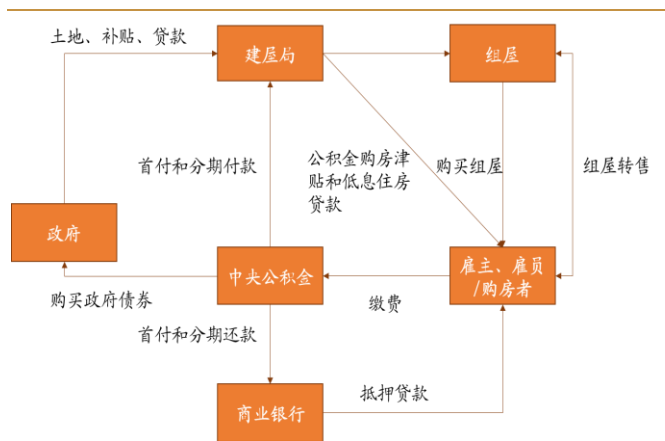 土地、补贴、贷款
建屋局
组屋
首付和分期付款
公积金购房津
贴和低息住房
贷款
购买组屋
组屋转售
政府
中央公积金
雇主、雇员
/购房者
购买政府债券
缴费
首付和分期还款
商业银行
抵押贷款